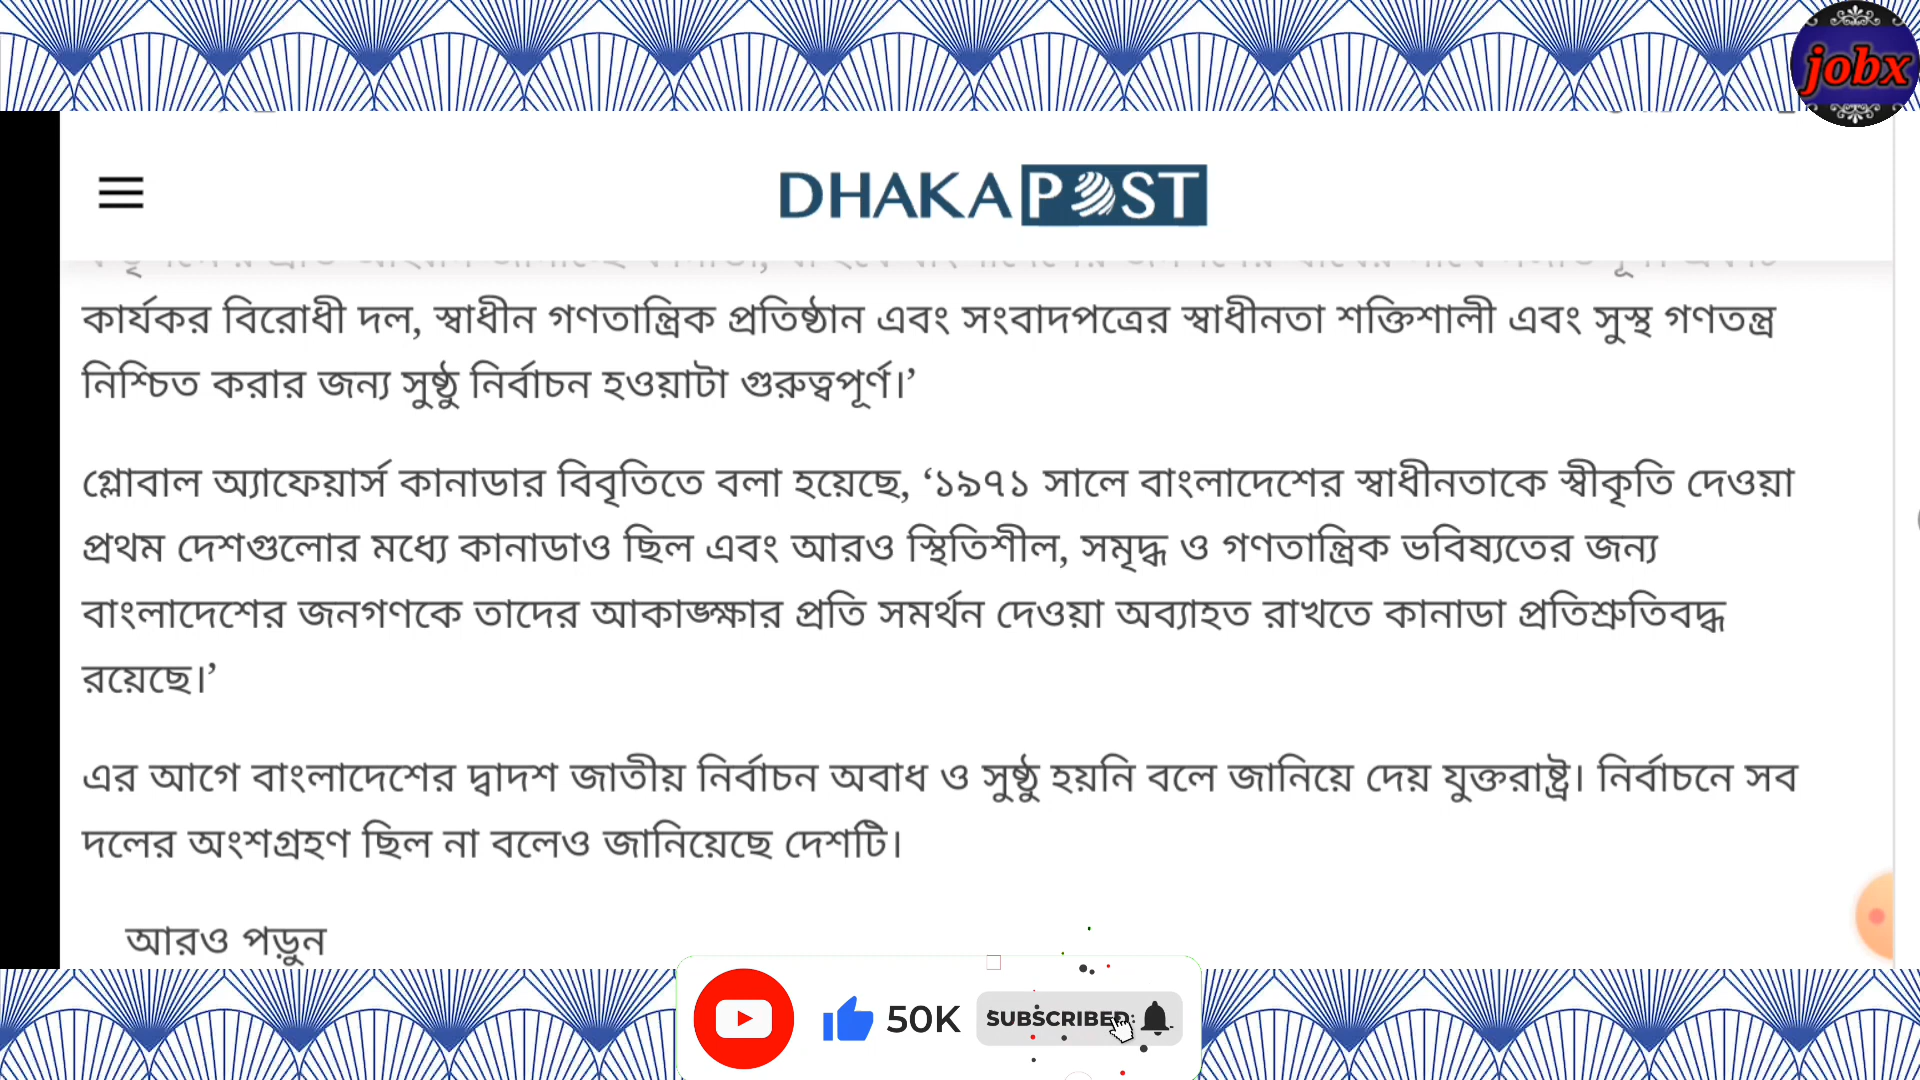 jobx
DHAKA POST
কার্যকর বিরোধী দল, স্বাধীন গণতান্ত্রিক প্রতিষ্ঠান এবং সংবাদপত্রের স্বাধীনতা শক্তিশালী এবং সুস্থ গণতন্ত্র
নিশ্চিত করার জন্য সুষ্ঠু নির্বাচন হওয়াটা গুরুত্বপূর্ণ।’
গ্লোবাল অ্যাফেয়ার্স কানাডার বিবৃতিতে বলা হয়েছে, ‘১৯৭১ সালে বাংলাদেশের স্বাধীনতাকে স্বীকৃতি দেওয়া
প্রথম দেশগুলোর মধ্যে কানাডাও ছিল এবং আরও স্থিতিশীল, সমৃদ্ধ ও গণতান্ত্রিক ভবিষ্যতের জন্য
বাংলাদেশের জনগণকে তাদের আকাঙ্ক্ষার প্রতি সমর্থন দেওয়া অব্যাহত রাখতে কানাডা প্রতিশ্রুতিবদ্ধ
রয়েছে।’
এর আগে বাংলাদেশের দ্বাদশ জাতীয় নির্বাচন অবাধ ও সুষ্ঠু হয়নি বলে জানিয়ে দেয় যুক্তরাষ্ট্র। নির্বাচনে সব
দলের অংশগ্রহণ ছিল না বলেও জানিয়েছে দেশটি।
আরও পড়ুন
50K SUBSCRIBED